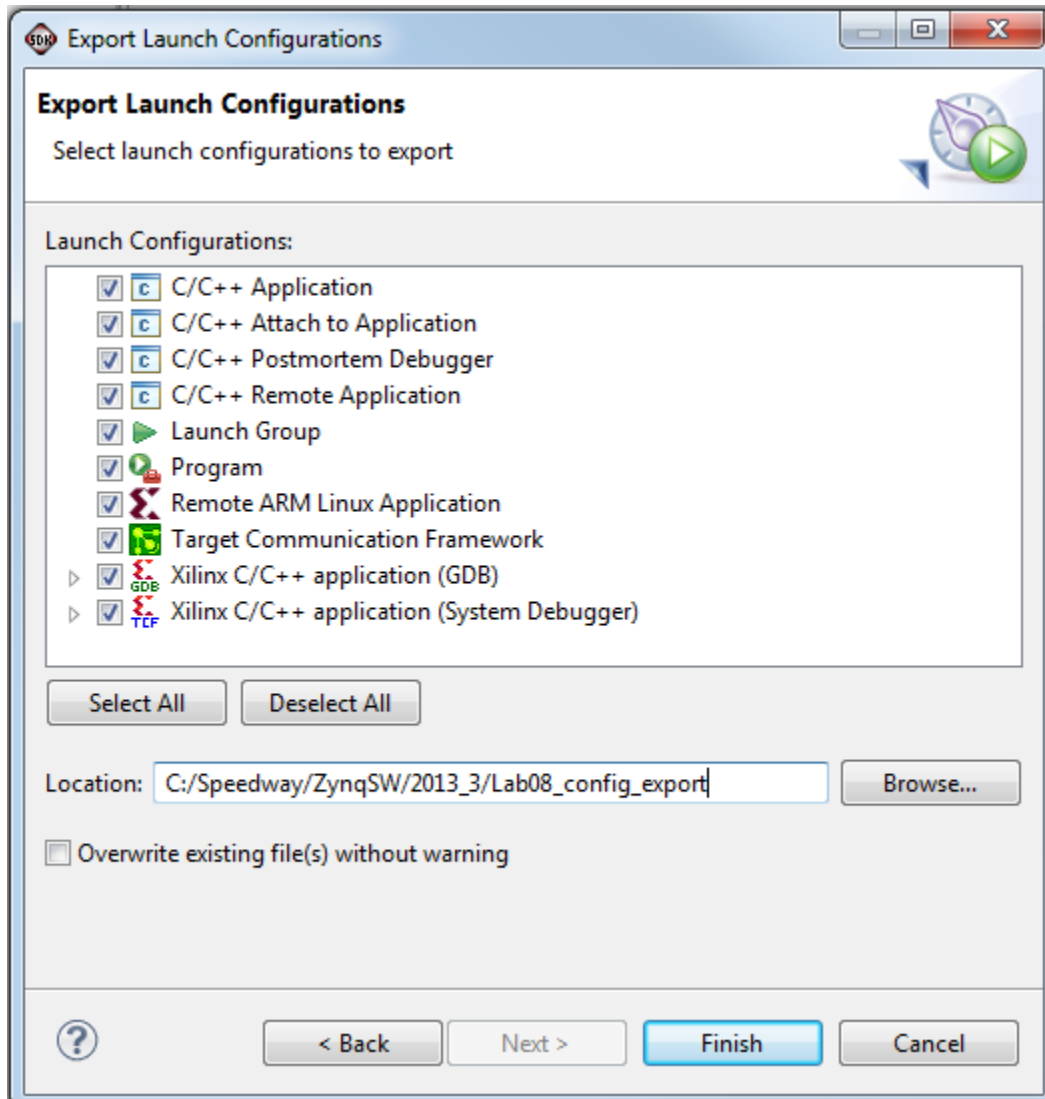 SDK Export Launch Configurations
Export Launch Configurations
Select launch configurations to export
Launch Configurations:
C C/C++ Application
C C/C++ Attach to Application
C C/C++ Postmortem Debugger
C C/C++ Remote Application
Launch Group
Program
Remote ARM Linux Application
Target Communication Framework
GDB Xilinx C/C++ application (GDB)
TCF Xilinx C/C++ application (System Debugger)
Select All Deselect All
Location: C:/Speedway/ZynqSW/2013_3/Lab08_config_export Browse...
Overwrite existing file(s) without warning
? < Back Next > Finish Cancel